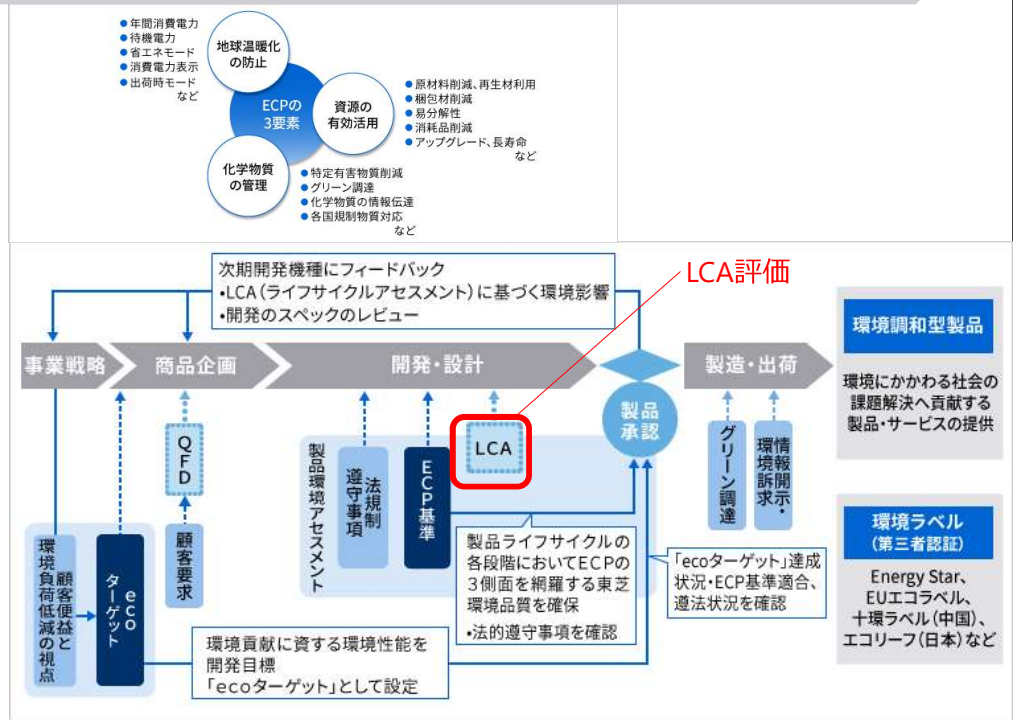 ●年間消費電力
●待機電力
●省エネモード
●消費電力表示
●出荷時モード
など
地球温暖化
の防止
ECPの
3要素
資源の
有効活用
●原材料削減、再生材利用
●梱包材削減
●易分解性
●消耗品削減
●アップグレード、長寿命
など
化学物質
の管理
●特定有害物質削減
●グリーン調達
●化学物質の情報伝達
●各国規制物質対応
など
次期開発機種にフィードバック
•LCA(ライフサイクルアセスメント)に基づく環境影響
•開発のスペックのレビュー
LCA評価
事業戦略
商品企画
開発・設計
製品
承認
製造・出荷
QFD
顧客要求
顧客便益と
環境負荷低減の視点
eco
ターゲット
製品環境アセスメント
法規制
遵守事項
ECP基準
LCA
製品ライフサイクルの
各段階においてECPの
3側面を網羅する東芝
環境品質を確保
•法的遵守事項を確認
「ecoターゲット」達成
状況・ECP基準適合、
遵法状況を確認
環境貢献に資する環境性能を
開発目標
「ecoターゲット」として設定
グリーン調達
情報開示・
環境訴求
環境調和型製品
環境にかかわる社会の
課題解決へ貢献する
製品・サービスの提供
環境ラベル
(第三者認証)
Energy Star、
EUエコラベル、
十環ラベル(中国)、
エコリーフ(日本)など